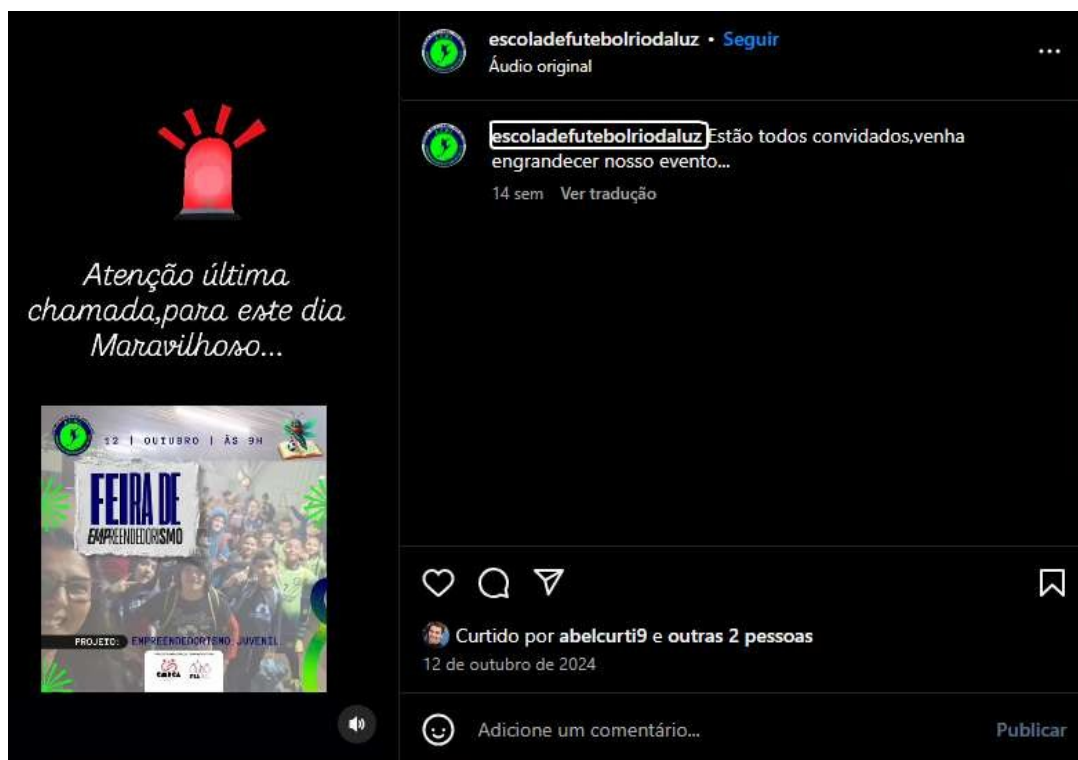 escoladefutebolriodaluz • Seguir
Áudio original
Atenção última
chamada,para este dia
Maravilhoso...
12 | OUTUBRO | ÀS 9H
FEIRA DE
EMPREENDEDORISMO
PROJETO: EMPREENDEDORISMO JUVENIL
CMDCA
escoladefutebolriodaluz Estão todos convidados,venha
engrandecer nosso evento...
14 sem Ver tradução
Curtido por abelcurti9 e outras 2 pessoas
12 de outubro de 2024
Adicione um comentário...
Publicar